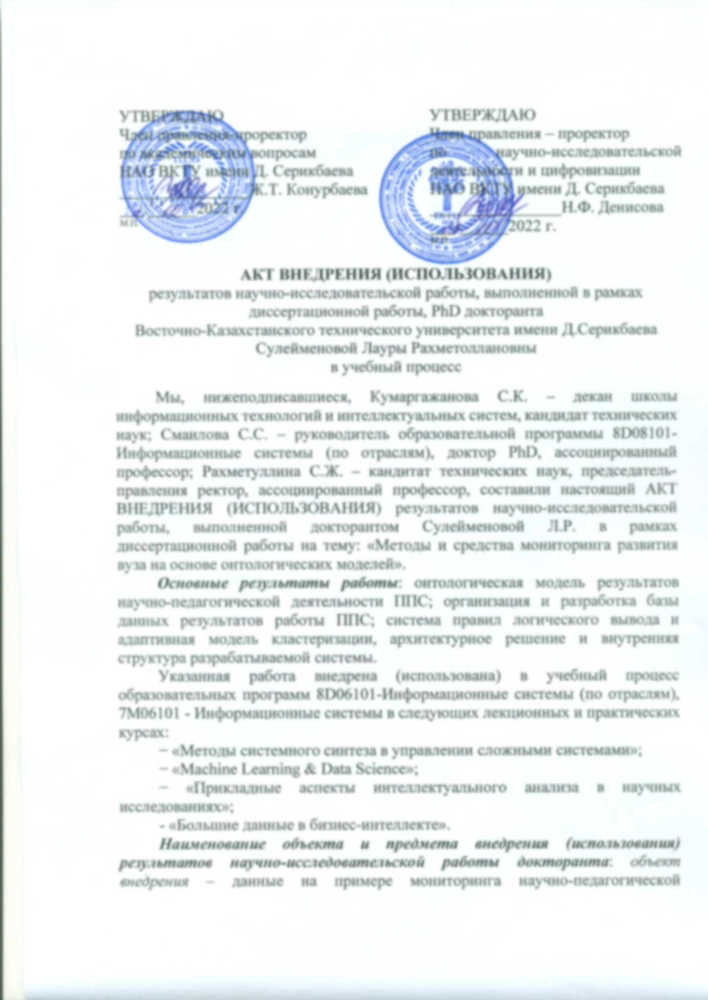 УТВЕРЖДАЮ
Член правления-проректор
по академическим вопросам
НАО ВКТУ имени Д. Серикбаева
Ж.Т. Конурбаева
2022 г.
М.П.
УТВЕРЖДАЮ
Член правления – проректор
по научно-исследовательской
деятельности и цифровизации
НАО ВКТУ имени Д. Серикбаева
Н.Ф. Денисова
2022 г.
М.П.
АКТ ВНЕДРЕНИЯ (ИСПОЛЬЗОВАНИЯ)
результатов научно-исследовательской работы, выполненной в рамках
диссертационной работы, PhD докторанта
Восточно-Казахстанского технического университета имени Д.Серикбаева
Сулейменовой Лауры Рахметоллановны
в учебный процесс
Мы, нижеподписавшиеся, Кумаргажанова С.К. – декан школы
информационных технологий и интеллектуальных систем, кандидат технических
наук; Смаилова С.С. – руководитель образовательной программы 8D08101-
Информационные системы (по отраслям), доктор PhD, ассоциированный
профессор; Рахметуллина С.Ж. – кандитат технических наук, председатель-
правления ректор, ассоциированный профессор, составили настоящий АКТ
ВНЕДРЕНИЯ (ИСПОЛЬЗОВАНИЯ) результатов научно-исследовательской
работы, выполненной докторантом Сулейменовой Л.Р. в рамках
диссертационной работы на тему: «Методы и средства мониторинга развития
вуза на основе онтологических моделей».
Основные результаты работы: онтологическая модель результатов
научно-педагогической деятельности ППС; организация и разработка базы
данных результатов работы ППС; система правил логического вывода и
адаптивная модель кластеризации, архитектурное решение и внутренняя
структура разрабатываемой системы.
Указанная работа внедрена (использована) в учебный процесс
образовательных программ 8D06101-Информационные системы (по отраслям),
7M06101 - Информационные системы в следующих лекционных и практических
курсах:
− «Методы системного синтеза в управлении сложными системами»;
− «Machine Learning & Data Science»;
− «Прикладные аспекты интеллектуального анализа в научных
исследованиях»;
- «Большие данные в бизнес-интеллекте».
Наименование объекта и предмета внедрения (использования)
результатов научно-исследовательской работы докторанта: объект
внедрения – данные на примере мониторинга научно-педагогической